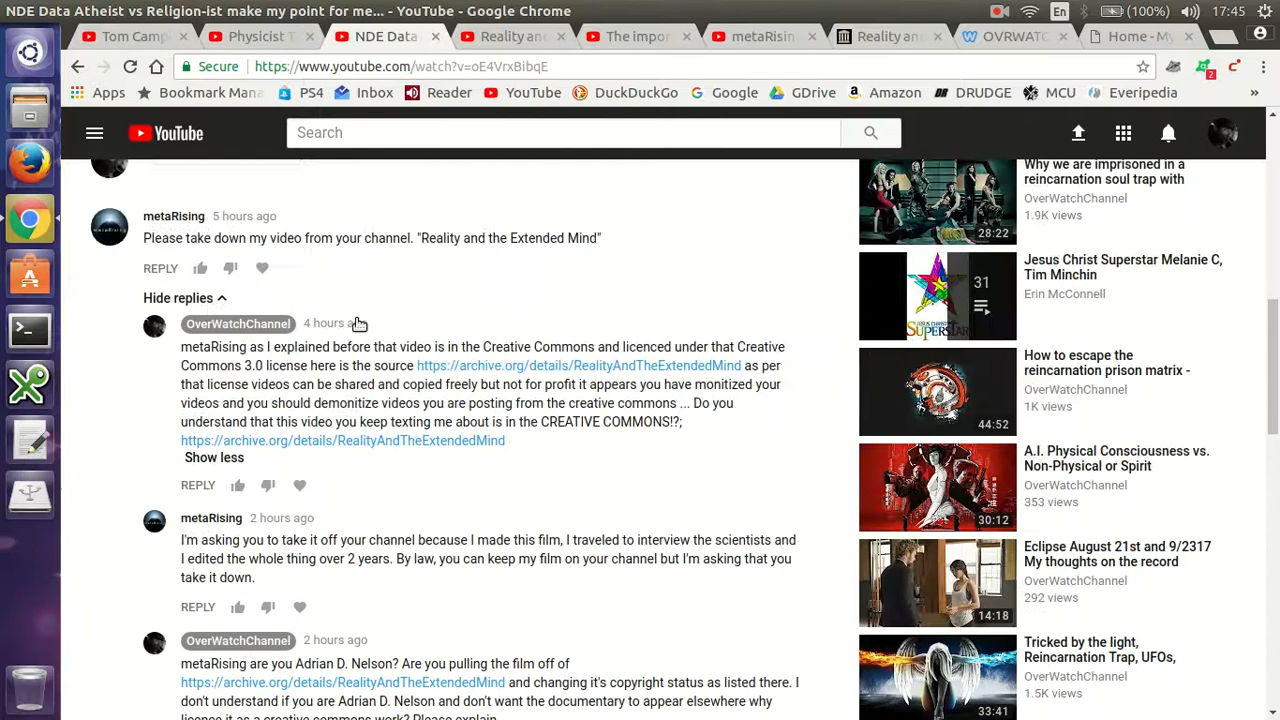 NDE Data Atheist vs Religion-ist make my point for me... - YouTube - Google Chrome
En (100%) 17:45
Tom Camp Physicist T NDE Data Reality an The impor metaRisin Reality an OVRWATC Home - My
Secure https://www.youtube.com/watch?v=oE4VrxBibqE 2
Apps Bookmark Mana PS4 Inbox Reader YouTube DuckDuckGo Google GDrive Amazon DRUDGE MCU Everipedia »
YouTube Search
metaRising 5 hours ago
Please take down my video from your channel. "Reality and the Extended Mind"
REPLY
Hide replies
OverWatchChannel 4 hours
metaRising as I explained before that video is in the Creative Commons and licenced under that Creative
Commons 3.0 license here is the source https://archive.org/details/RealityAndTheExtendedMind as per
that license videos can be shared and copied freely but not for profit it appears you have monitized your
videos and you should demonitize videos you are posting from the creative commons ... Do you
understand that this video you keep texting me about is in the CREATIVE COMMONS!?;
https://archive.org/details/RealityAndTheExtendedMind
Show less
REPLY
metaRising 2 hours ago
I'm asking you to take it off your channel because I made this film, I traveled to interview the scientists and
I edited the whole thing over 2 years. By law, you can keep my film on your channel but I'm asking that you
take it down.
REPLY
OverWatchChannel 2 hours ago
metaRising are you Adrian D. Nelson? Are you pulling the film off of
https://archive.org/details/RealityAndTheExtendedMind and changing it's copyright status as listed there. I
don't understand if you are Adrian D. Nelson and don't want the documentary to appear elsewhere why
licence it as a creative commons work? Please explain
Why we are imprisoned in a
reincarnation soul trap with
OverWatchChannel
1.9K views
28:22
Jesus Christ Superstar Melanie C,
Tim Minchin
Erin McConnell
31
SUPERSTAR
How to escape the
reincarnation prison matrix -
OverWatchChannel
1K views
44:52
A.I. Physical Consciousness vs.
Non-Physical or Spirit
OverWatchChannel
353 views
30:12
Eclipse August 21st and 9/2317
My thoughts on the record
OverWatchChannel
292 views
14:18
Tricked by the light,
Reincarnation Trap, UFOs,
OverWatchChannel
1.5K views
33:41